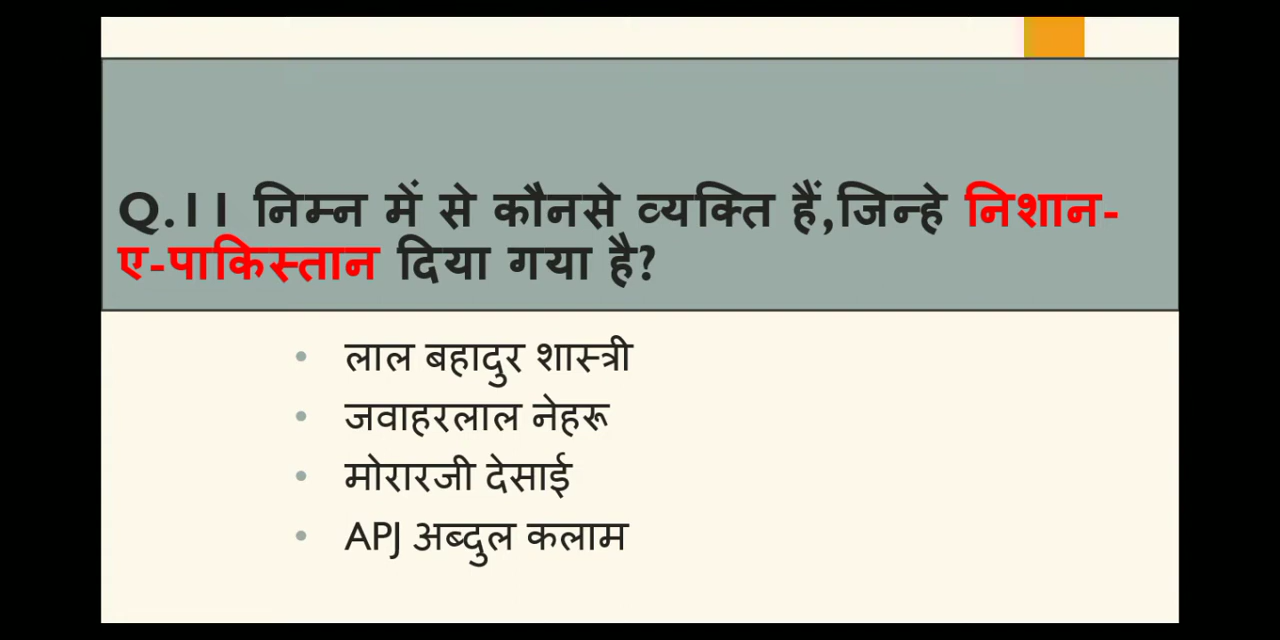 Q.11 निम्न में से कौनसे व्यक्ति हैं,जिन्हे निशान-
ए-पाकिस्तान दिया गया है?
• लाल बहादुर शास्त्री
• जवाहरलाल नेहरू
• मोरारजी देसाई
• APJ अब्दुल कलाम